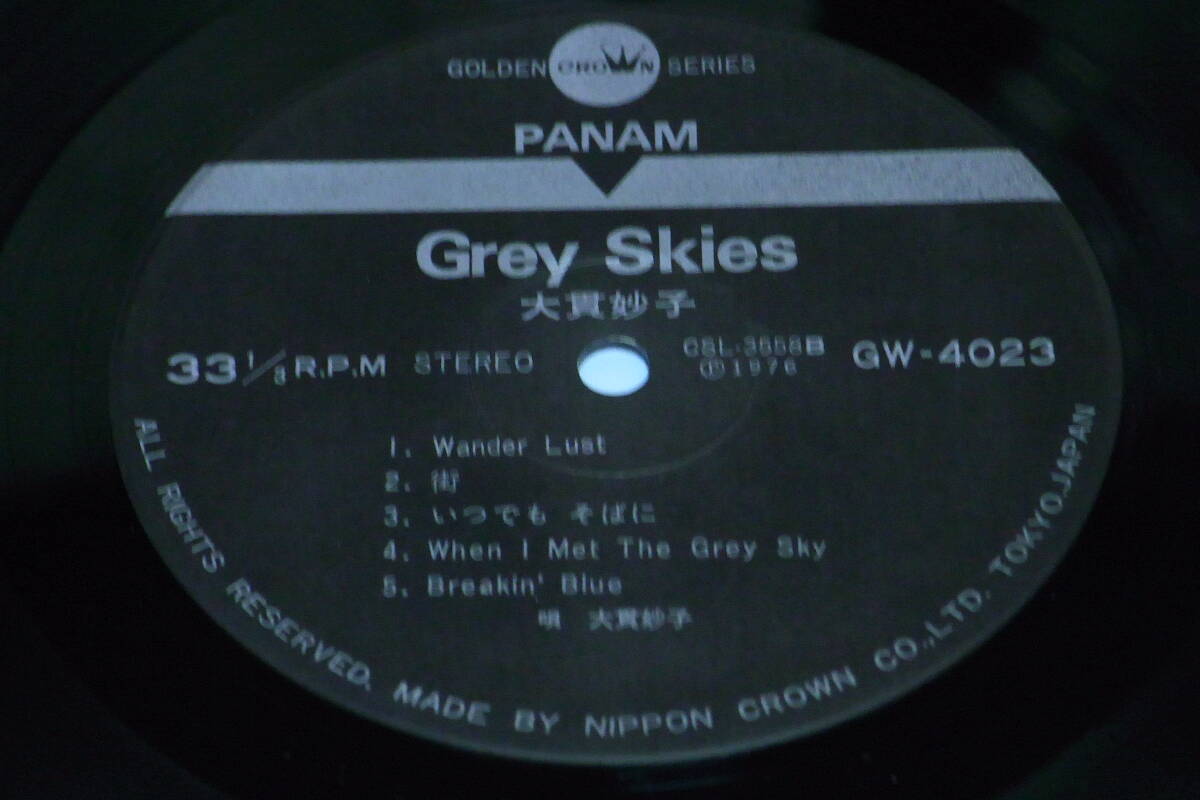 GOLDEN CROWN SERIES
PANAM
Grey Skies
大貫妙子
33 1/3 R.P.M STEREO
CSL-3558B GW-4023
Ⓟ1976
1. Wander Lust
2. 街
3. いつでも そばに
4. When I Met The Grey Sky
5. Breakin' Blue
唄 大貫妙子
ALL RIGHTS RESERVED. MADE BY NIPPON CROWN CO.,LTD. TOKYO.JAPAN